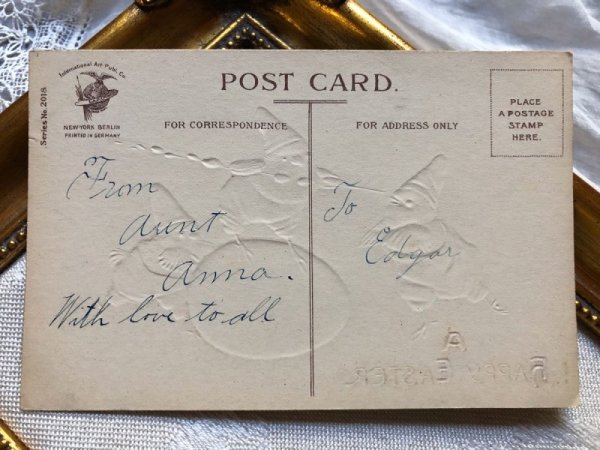 International Art Publ. Co.
NEW-YORK BERLIN
PRINTED IN GERMANY
Series No. 2018
POST CARD.
FOR CORRESPONDENCE
FOR ADDRESS ONLY
PLACE
A POSTAGE
STAMP
HERE.
From
Aunt
Anna.
With love to all
To
Edgar
A
HAPPY EASTER